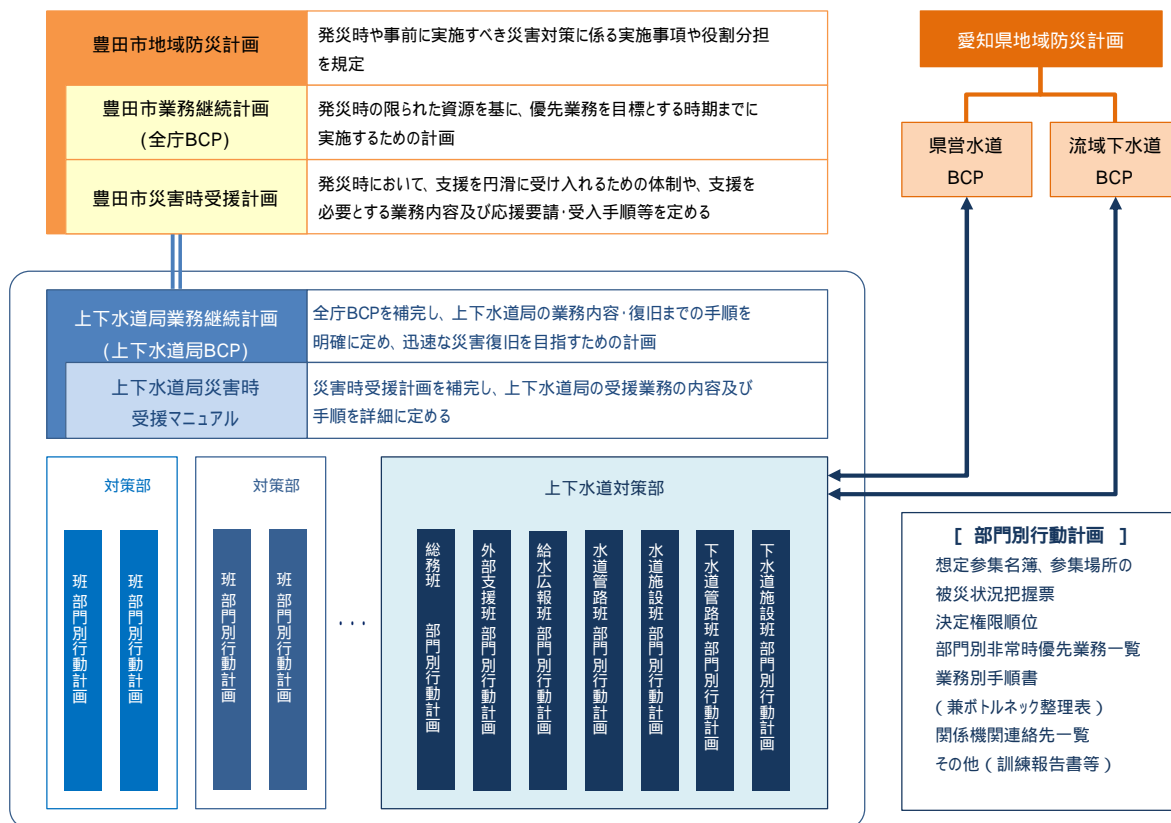 豊田市地域防災計画
発災時や事前に実施すべき災害対策に係る実施事項や役割分担
を規定
豊田市業務継続計画
(全庁BCP)
発災時の限られた資源を基に、優先業務を目標とする時期までに
実施するための計画
豊田市災害時受援計画
発災時において、支援を円滑に受け入れるための体制や、支援を
必要とする業務内容及び応援要請・受入手順等を定める
愛知県地域防災計画
県営水道
BCP
流域下水道
BCP
上下水道局業務継続計画
(上下水道局BCP)
全庁BCPを補完し、上下水道局の業務内容・復旧までの手順を
明確に定め、迅速な災害復旧を目指すための計画
上下水道局災害時
受援マニュアル
災害時受援計画を補完し、上下水道局の受援業務の内容及び
手順を詳細に定める
対策部
班 部門別行動計画
班 部門別行動計画
対策部
班 部門別行動計画
班 部門別行動計画
・・・
上下水道対策部
総務班 部門別行動計画
外部支援班 部門別行動計画
給水広報班 部門別行動計画
水道管路班 部門別行動計画
水道施設班 部門別行動計画
下水道管路班 部門別行動計画
下水道施設班 部門別行動計画
[ 部門別行動計画 ]
想定参集名簿、参集場所の
被災状況把握票
決定権限順位
部門別非常時優先業務一覧
業務別手順書
(兼ボトルネック整理表)
関係機関連絡先一覧
その他(訓練報告書等)